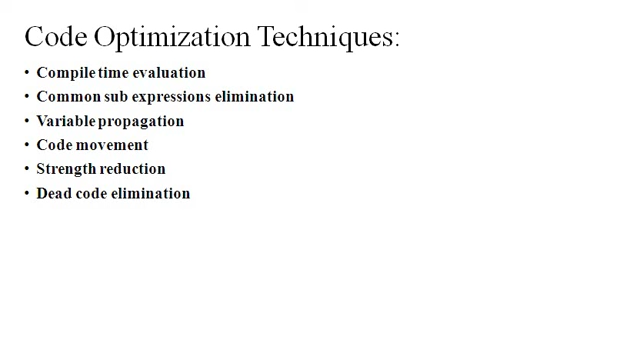 Code Optimization Techniques:
• Compile time evaluation
• Common sub expressions elimination
• Variable propagation
• Code movement
• Strength reduction
• Dead code elimination